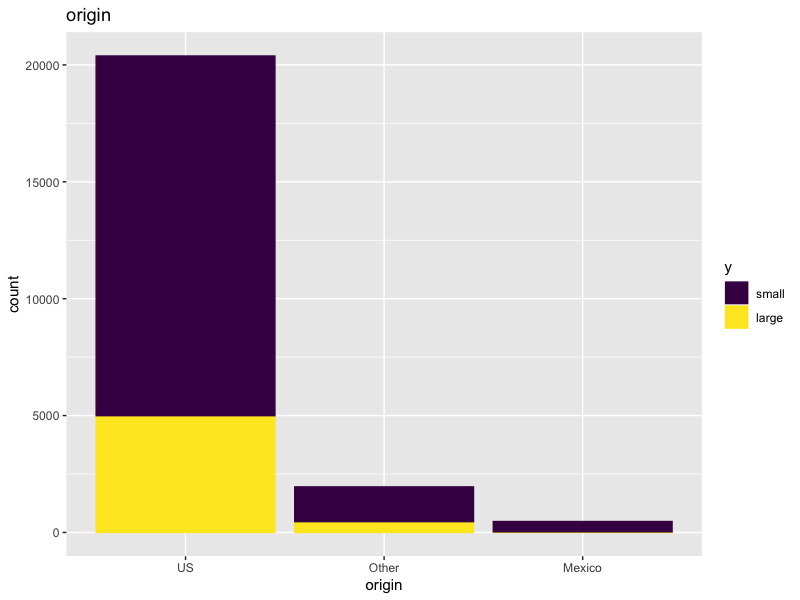 origin
20000
15000
10000
5000
0
count
US
Other
Mexico
origin
y
small
large